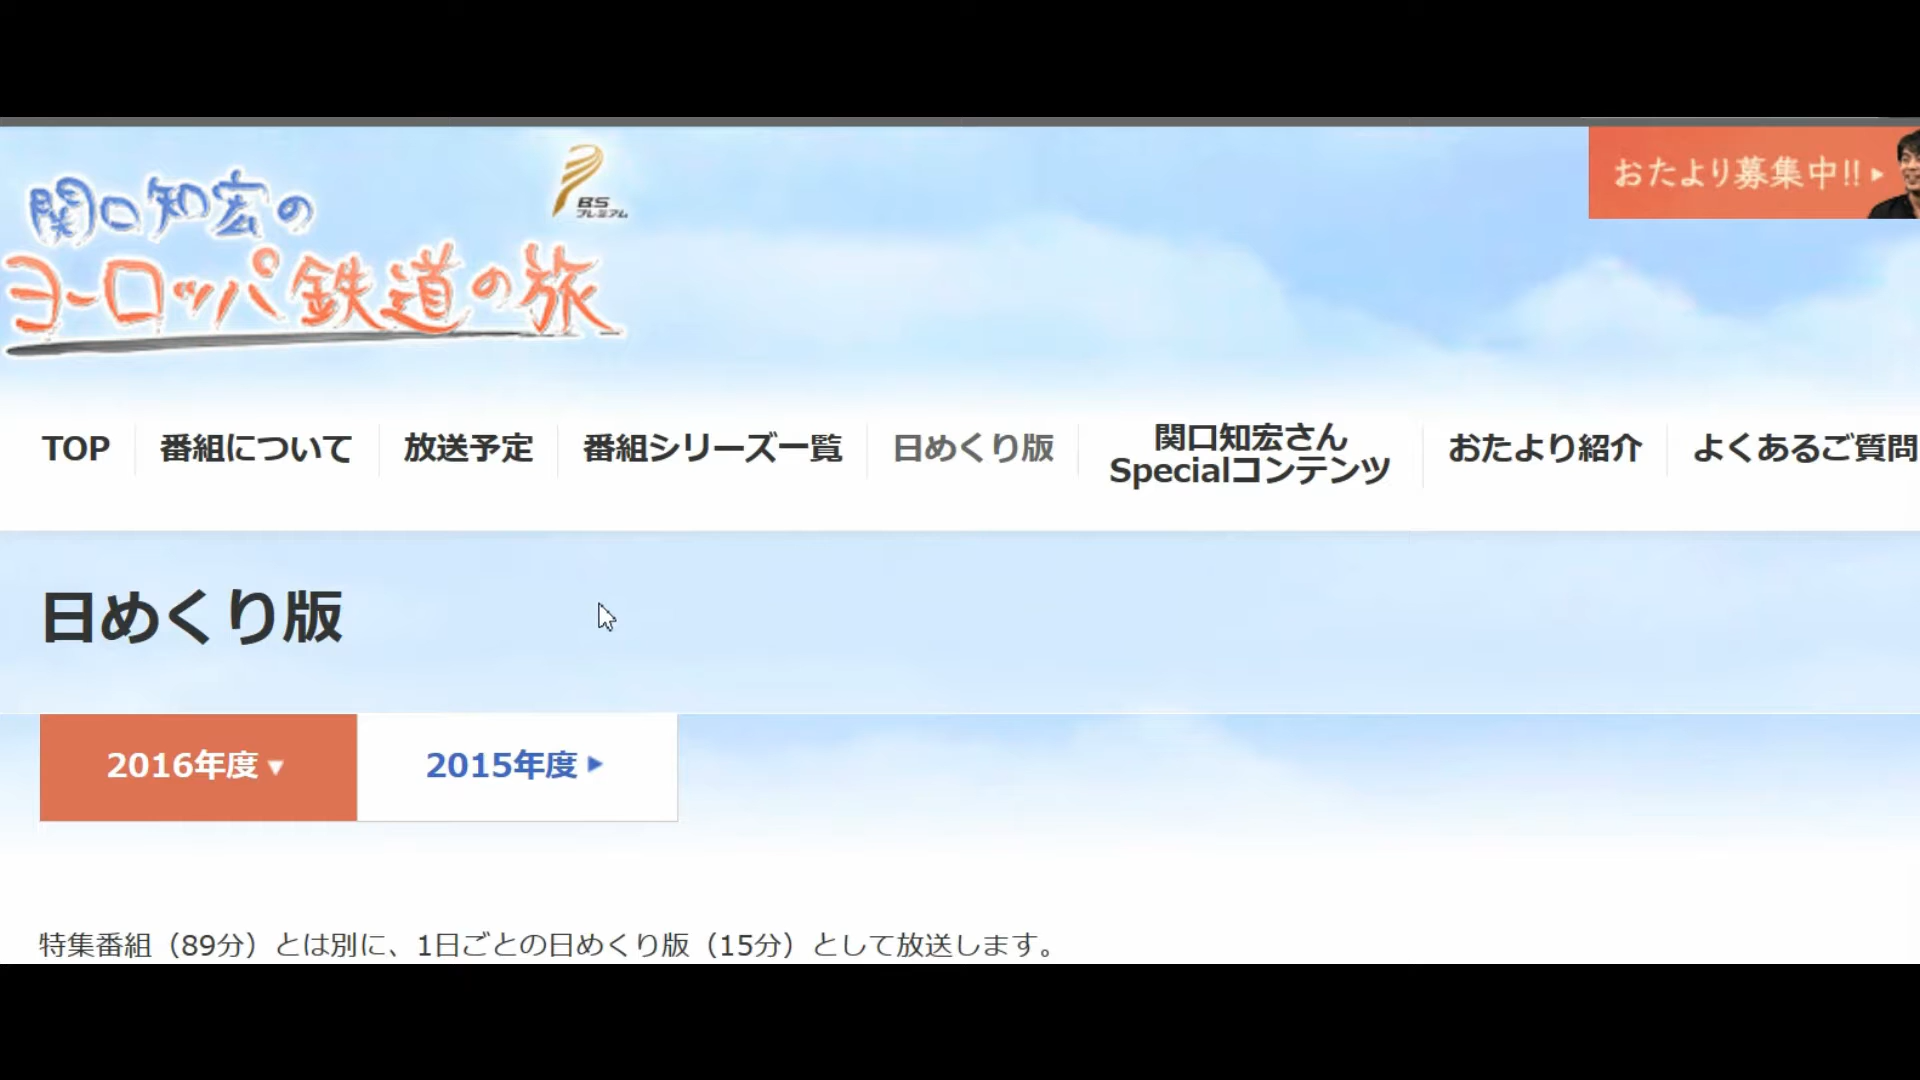 関口知宏の
ヨーロッパ鉄道の旅
BS
プレミアム
おたより募集中!!
TOP
番組について
放送予定
番組シリーズ一覧
日めくり版
関口知宏さん
Specialコンテンツ
おたより紹介
よくあるご質問
日めくり版
2016年度
2015年度
特集番組（89分）とは別に、1日ごとの日めくり版（15分）として放送します。